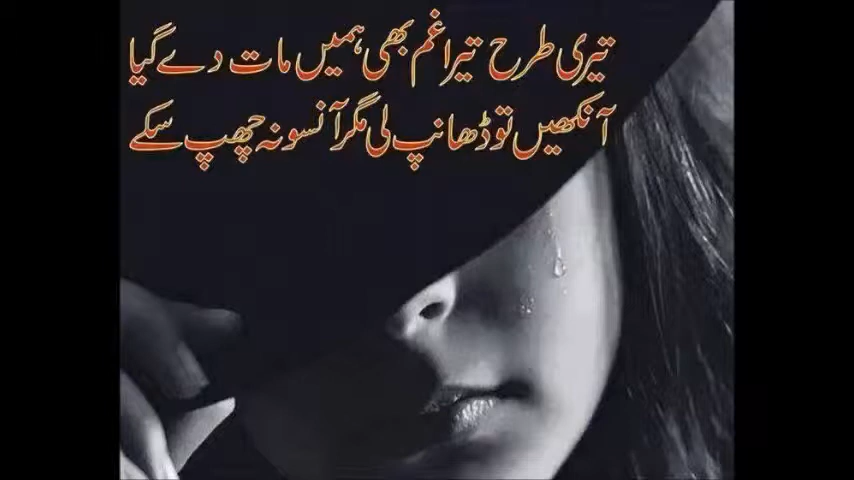 تیری طرح تیرا غم بھی ہمیں مات دے گیا
آنکھیں تو ڈھانپ لی مگر آنسو نہ چھپ سکے